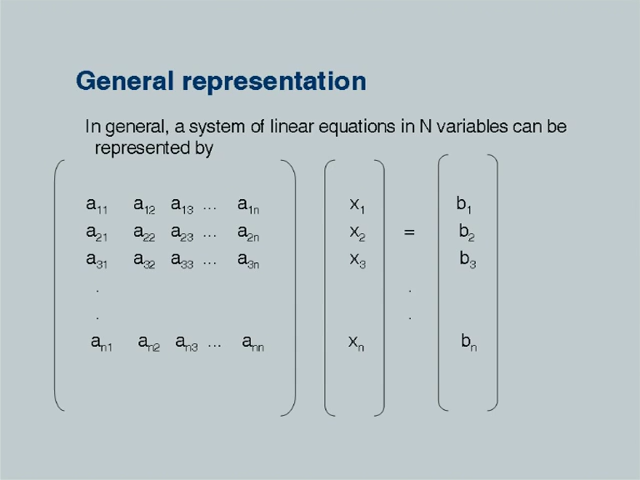 General representation
In general, a system of linear equations in N variables can be
represented by
a11 a12 a13 ... a1n x1 b1
a21 a22 a23 ... a2n x2 = b2
a31 a32 a33 ... a3n x3 b3
. .
. .
an1 an2 an3 ... ann xn bn